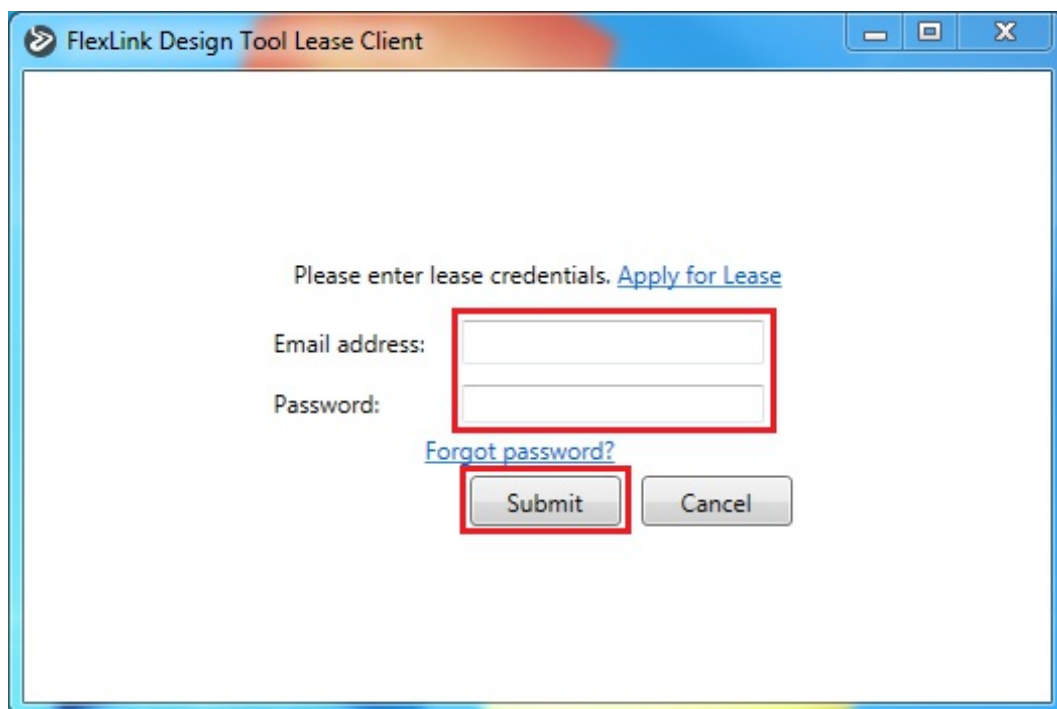 FlexLink Design Tool Lease Client
Please enter lease credentials. Apply for Lease
Email address:
Password:
Forgot password?
Submit Cancel